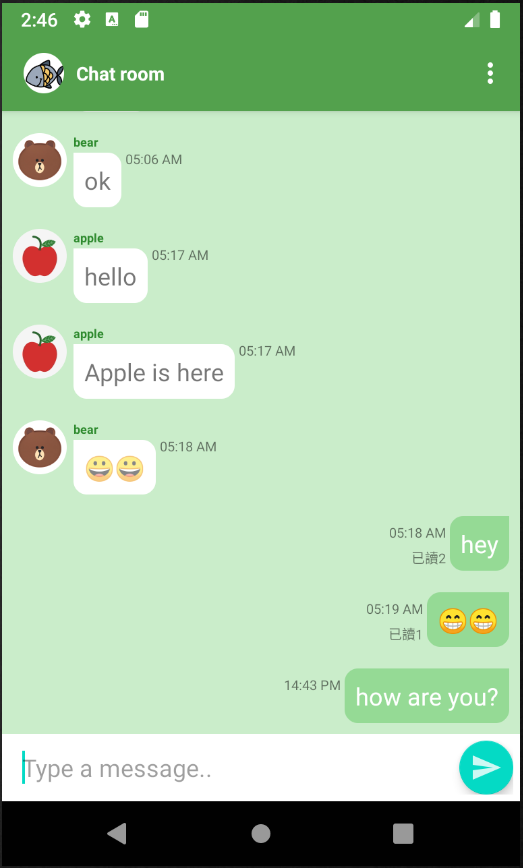 2:46
Chat room
bear
ok 05:06 AM
apple
hello 05:17 AM
apple
Apple is here 05:17 AM
bear
😀😀 05:18 AM
05:18 AM hey
已讀2
05:19 AM 😁😁
已讀1
14:43 PM how are you?
Type a message..